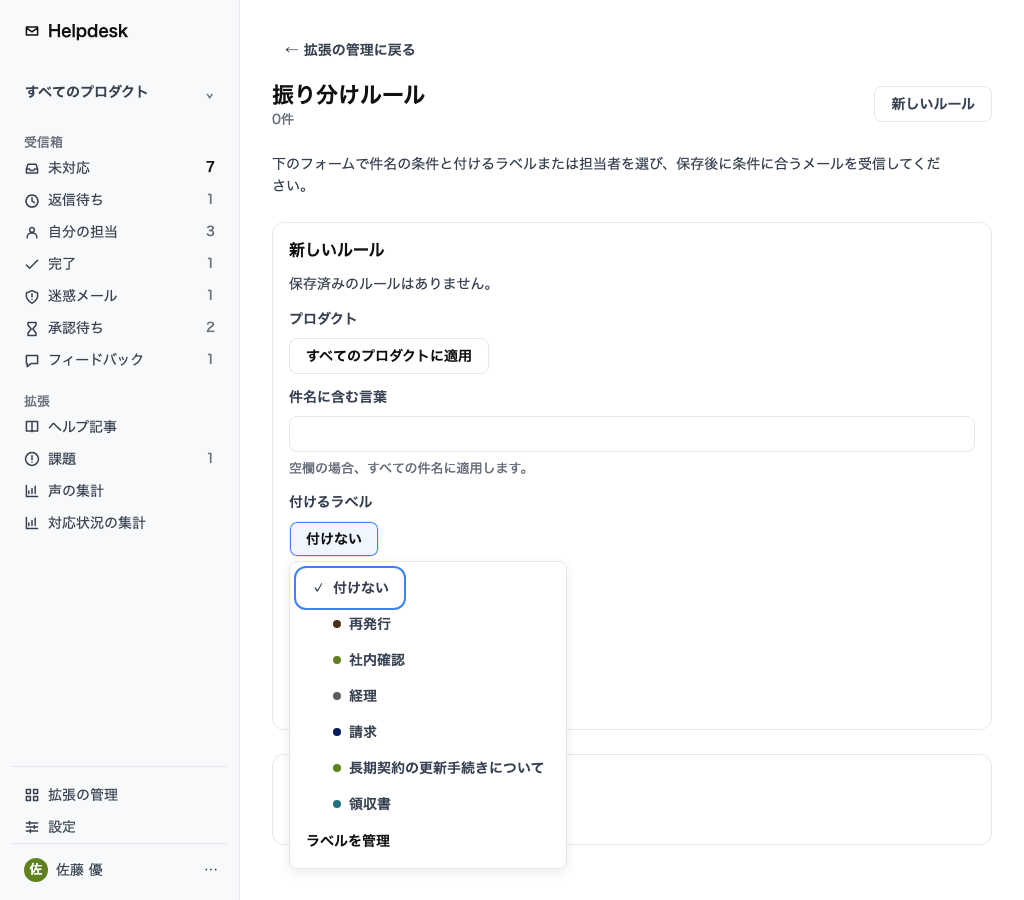 Helpdesk
すべてのプロダクト
受信箱
未対応 7
返信待ち 1
自分の担当 3
完了 1
迷惑メール 1
承認待ち 2
フィードバック 1
拡張
ヘルプ記事
課題 1
声の集計
対応状況の集計
拡張の管理
設定
佐 佐藤 優 …
← 拡張の管理に戻る
振り分けルール
0件
新しいルール
下のフォームで件名の条件と付けるラベルまたは担当者を選び、保存後に条件に合うメールを受信してくだ
さい。
新しいルール
保存済みのルールはありません。
プロダクト
すべてのプロダクトに適用
件名に含む言葉
空欄の場合、すべての件名に適用します。
付けるラベル
付けない
✓ 付けない
再発行
社内確認
経理
請求
長期契約の更新手続きについて
領収書
ラベルを管理